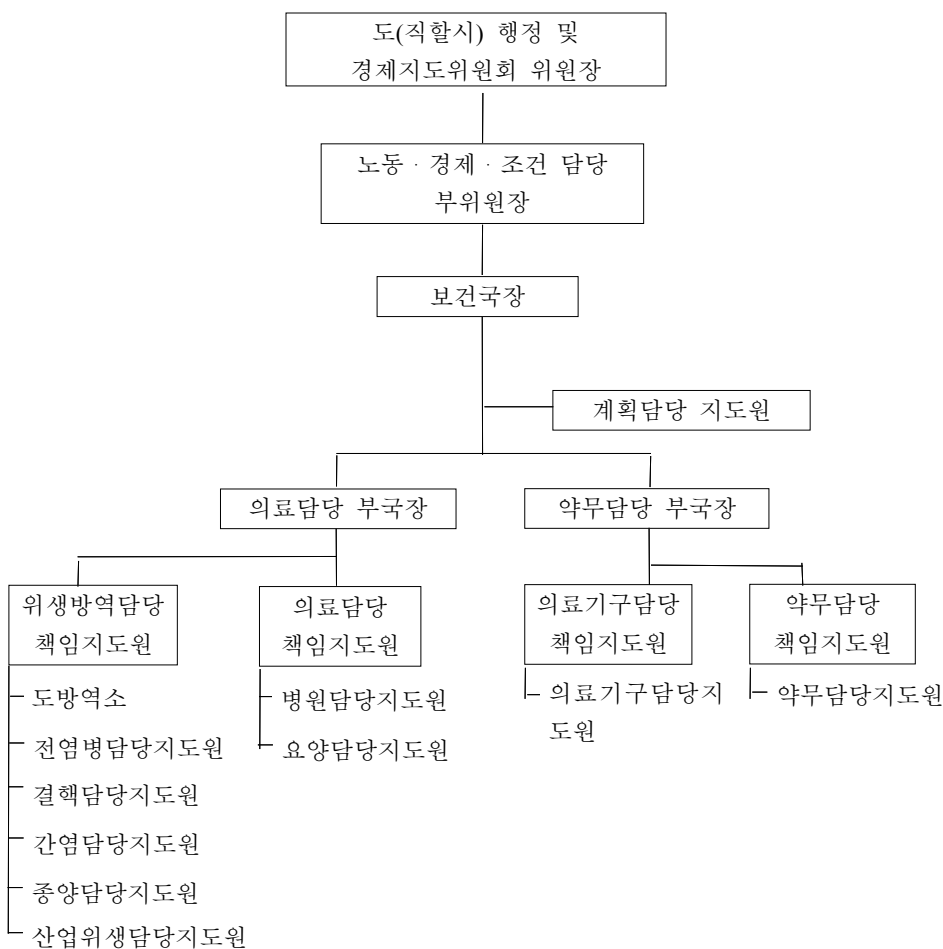 도(직할시) 행정 및
경제지도위원회 위원장
노동 · 경제 · 조건 담당
부위원장
보건국장
계획담당 지도원
의료담당 부국장
약무담당 부국장
위생방역담당
책임지도원
의료담당
책임지도원
의료기구담당
책임지도원
약무담당
책임지도원
도방역소
전염병담당지도원
결핵담당지도원
간염담당지도원
종양담당지도원
산업위생담당지도원
병원담당지도원
요양담당지도원
의료기구담당지
도원
약무담당지도원